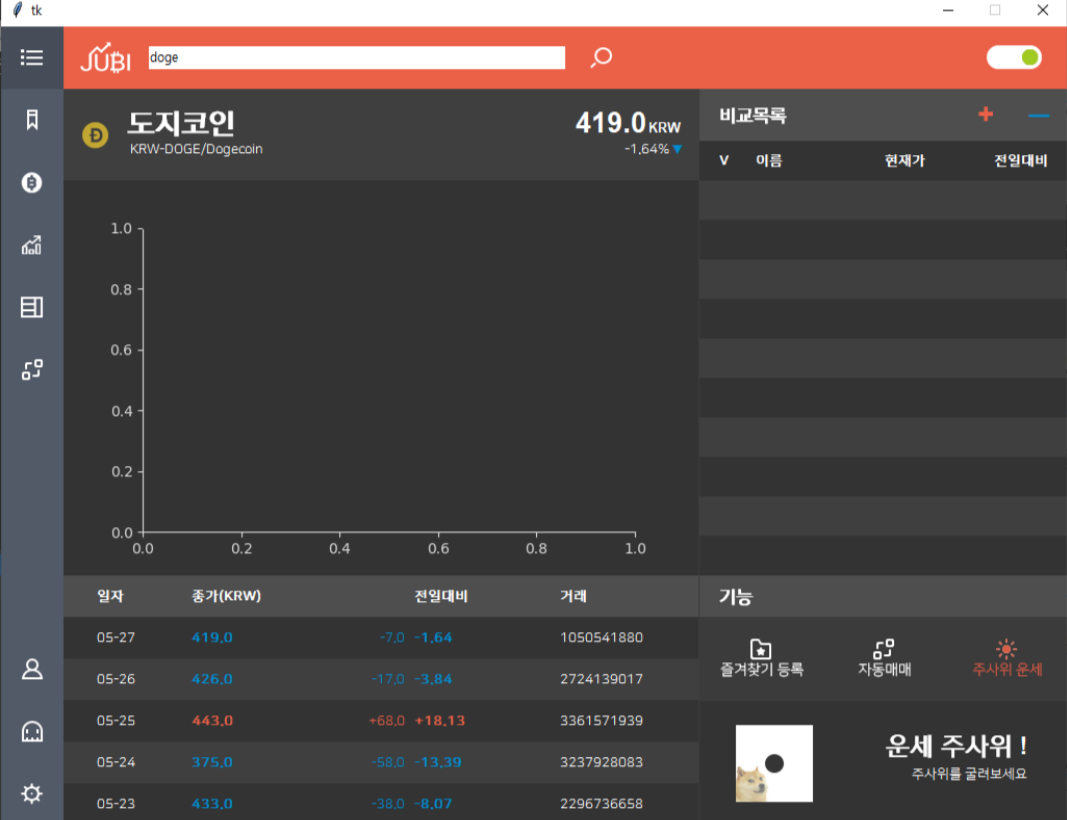 tk
JUBI
doge
도지코인
KRW-DOGE/Dogecoin
419.0 KRW
-1.64% ▼
1.0
0.8
0.6
0.4
0.2
0.0
0.0 0.2 0.4 0.6 0.8 1.0
일자 종가(KRW) 전일대비 거래
05-27 419.0 -7.0 -1.64 1050541880
05-26 426.0 -17.0 -3.84 2724139017
05-25 443.0 +68.0 +18.13 3361571939
05-24 375.0 -58.0 -13.39 3237928083
05-23 433.0 -38.0 -8.07 2296736658
비교목록
V 이름 현재가 전일대비
기능
즐겨찾기 등록 자동매매 주사위 운세
운세 주사위 !
주사위를 굴려보세요